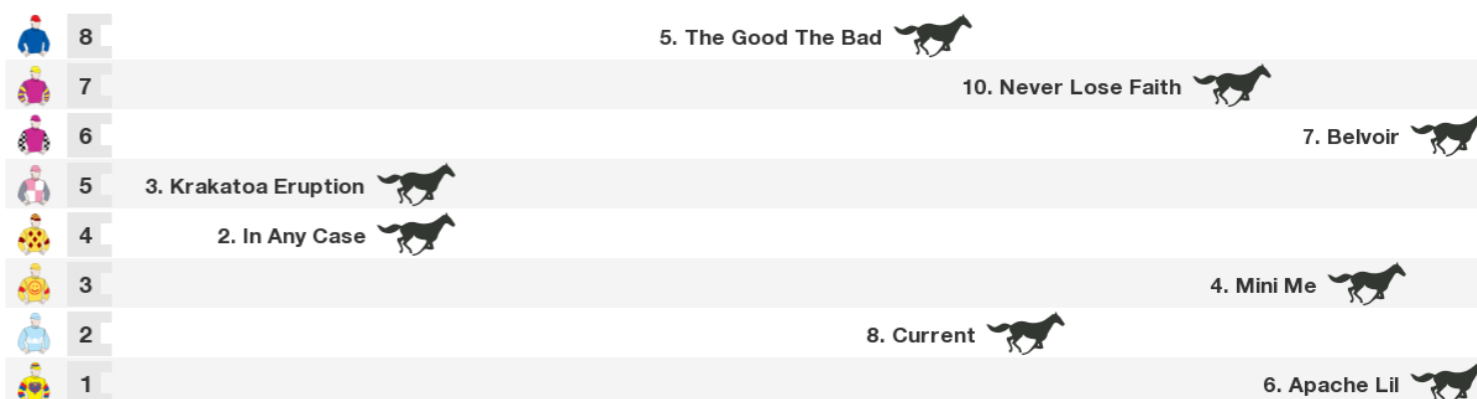 8 5. The Good The Bad
7 10. Never Lose Faith
6 7. Belvoir
5 3. Krakatoa Eruption
4 2. In Any Case
3 4. Mini Me
2 8. Current
1 6. Apache Lil